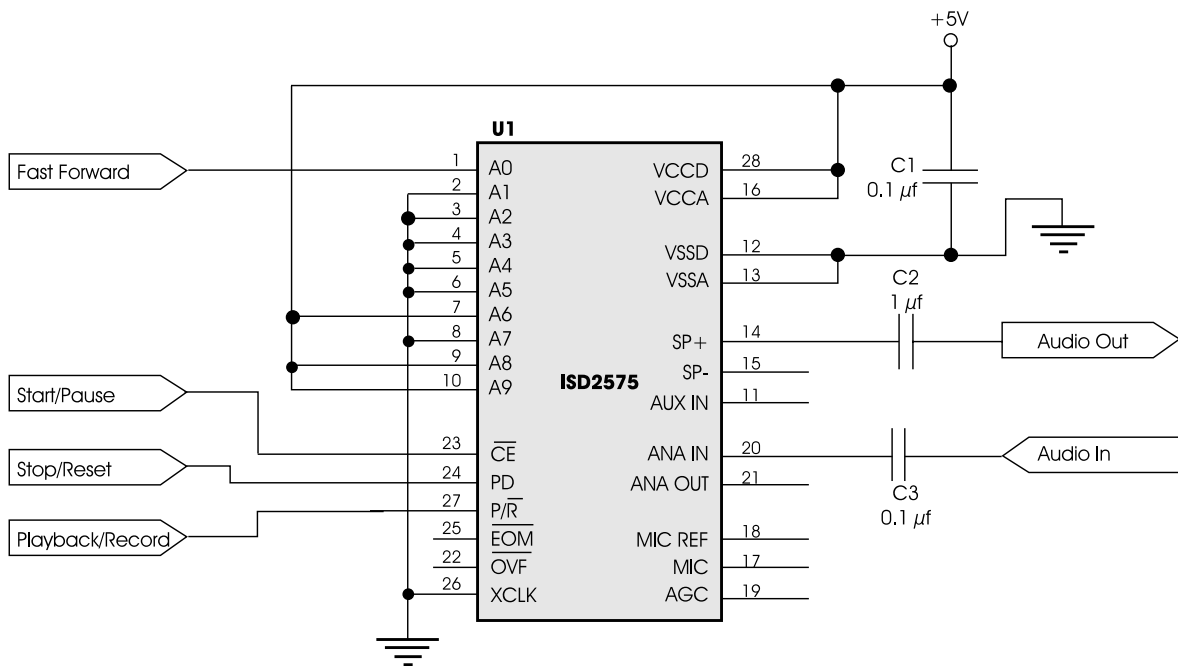 +5V
U1
Fast Forward
1 A0
2 A1
3 A2
4 A3
5 A4
6 A5
7 A6
8 A7
9 A8
10 A9
Start/Pause
23 CE
Stop/Reset
24 PD
27 P/R
Playback/Record
25 EOM
22 OVF
26 XCLK
ISD2575
VCCD 28
VCCA 16
C1
0.1 µf
VSSD 12
VSSA 13
C2
1 µf
SP+ 14
Audio Out
SP- 15
AUX IN 11
ANA IN 20
Audio In
ANA OUT 21
C3
0.1 µf
MIC REF 18
MIC 17
AGC 19